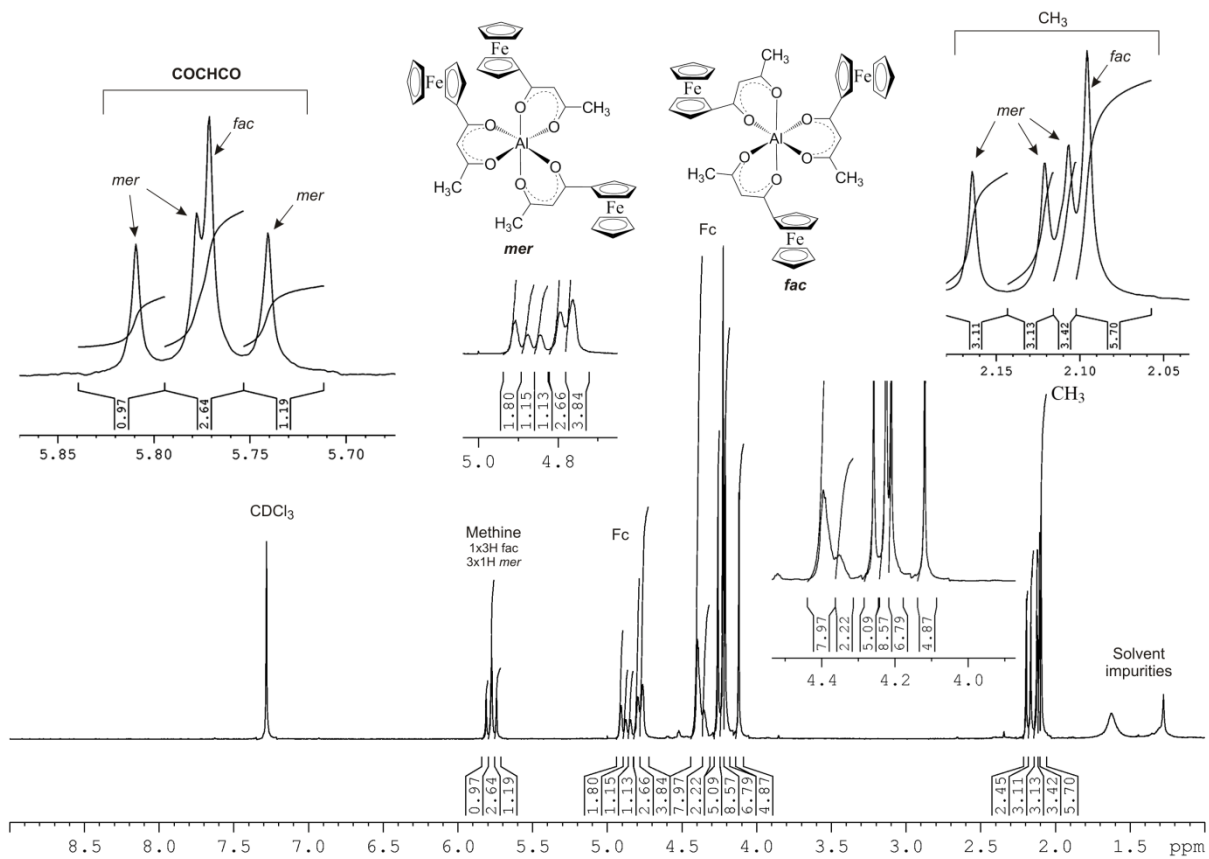 COCHCO
fac
mer
mer
0.97
2.64
1.19
5.85 5.80 5.75 5.70
Fe
Fe
CH3
O
O
O
Al
O
O
O
H3C
CH3
Fe
mer
CH3
Fe
Fe
O
O
O
Al
O
O
O
H3C
CH3
Fe
fac
CH3
fac
mer
3.11
3.13
3.42
5.70
2.15 2.10 2.05
CH3
1.80
1.15
1.13
2.66
3.84
5.0 4.8
Fc
7.97
2.22
5.09
8.57
6.79
4.87
4.4 4.2 4.0
CDCl3
Methine
1x3H fac
3x1H mer
Fc
Solvent
impurities
0.97
2.64
1.19
1.80
1.15
1.13
2.66
3.84
7.97
2.22
5.09
8.57
6.79
4.87
2.45
3.11
3.13
3.42
5.70
8.5 8.0 7.5 7.0 6.5 6.0 5.5 5.0 4.5 4.0 3.5 3.0 2.5 2.0 1.5 ppm